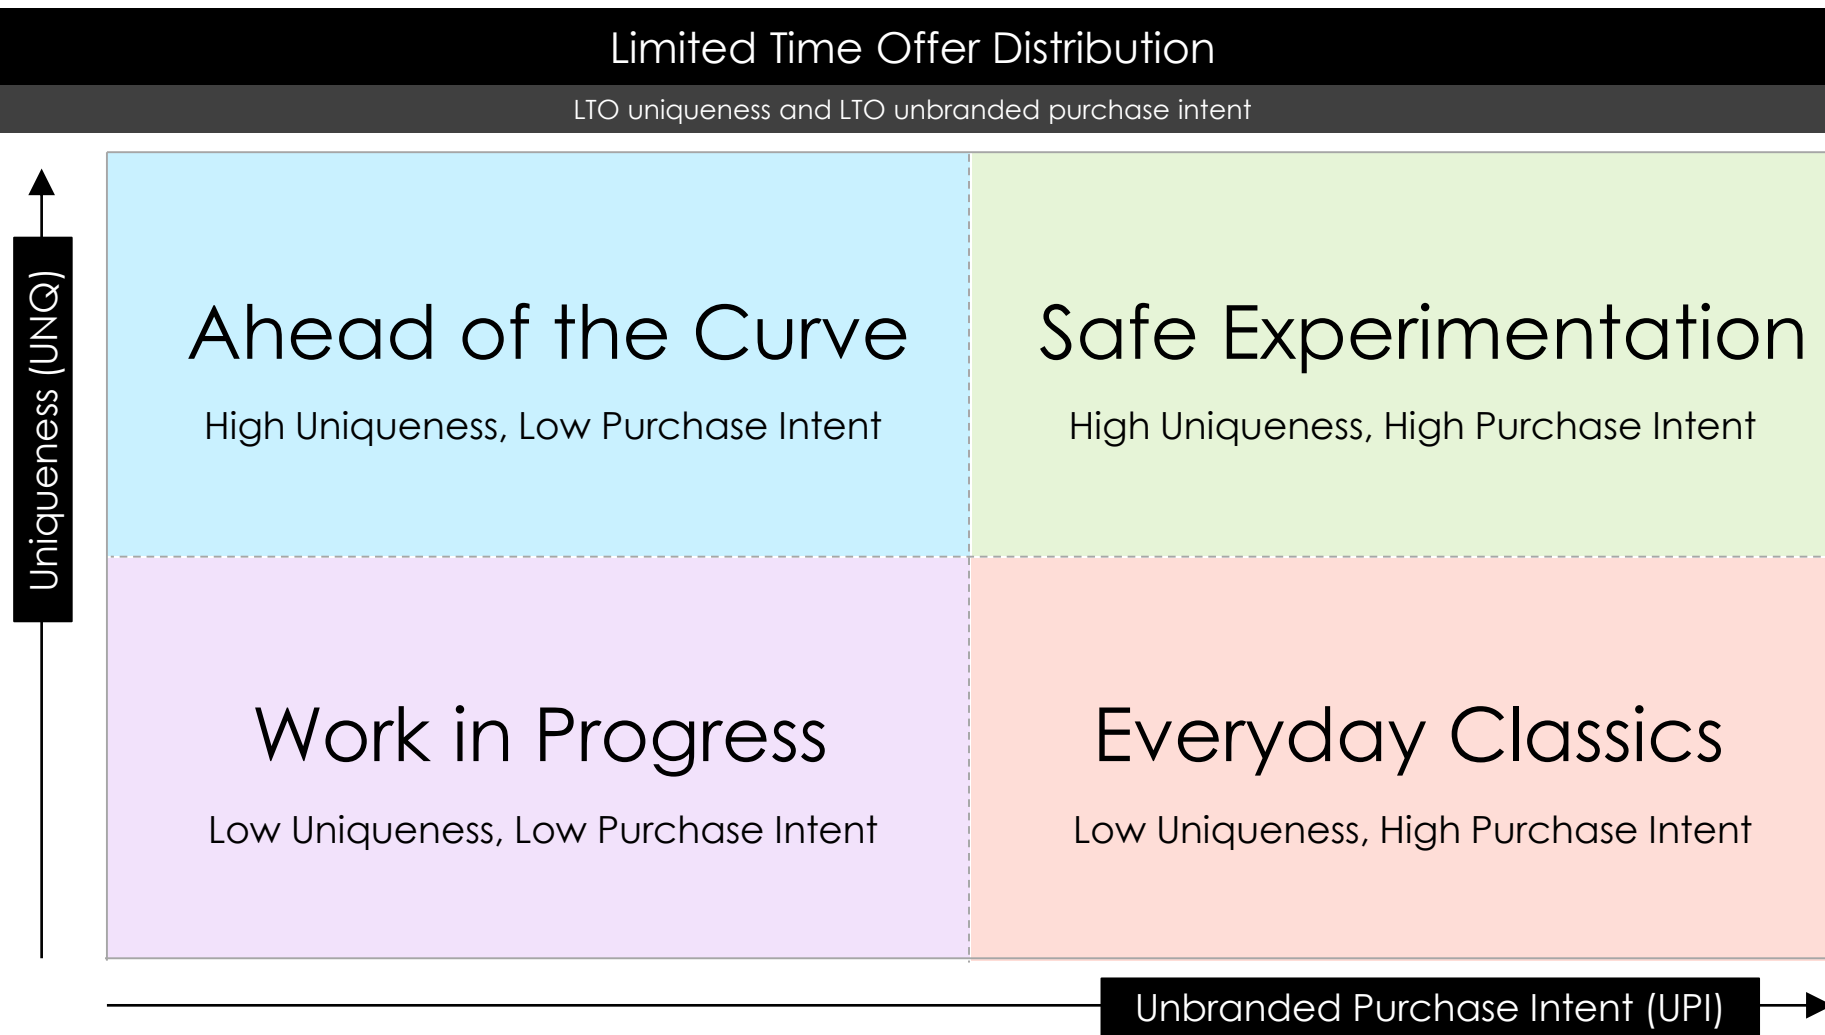 Limited Time Offer Distribution
LTO uniqueness and LTO unbranded purchase intent
Uniqueness (UNQ)
Ahead of the Curve
High Uniqueness, Low Purchase Intent
Safe Experimentation
High Uniqueness, High Purchase Intent
Work in Progress
Low Uniqueness, Low Purchase Intent
Everyday Classics
Low Uniqueness, High Purchase Intent
Unbranded Purchase Intent (UPI)